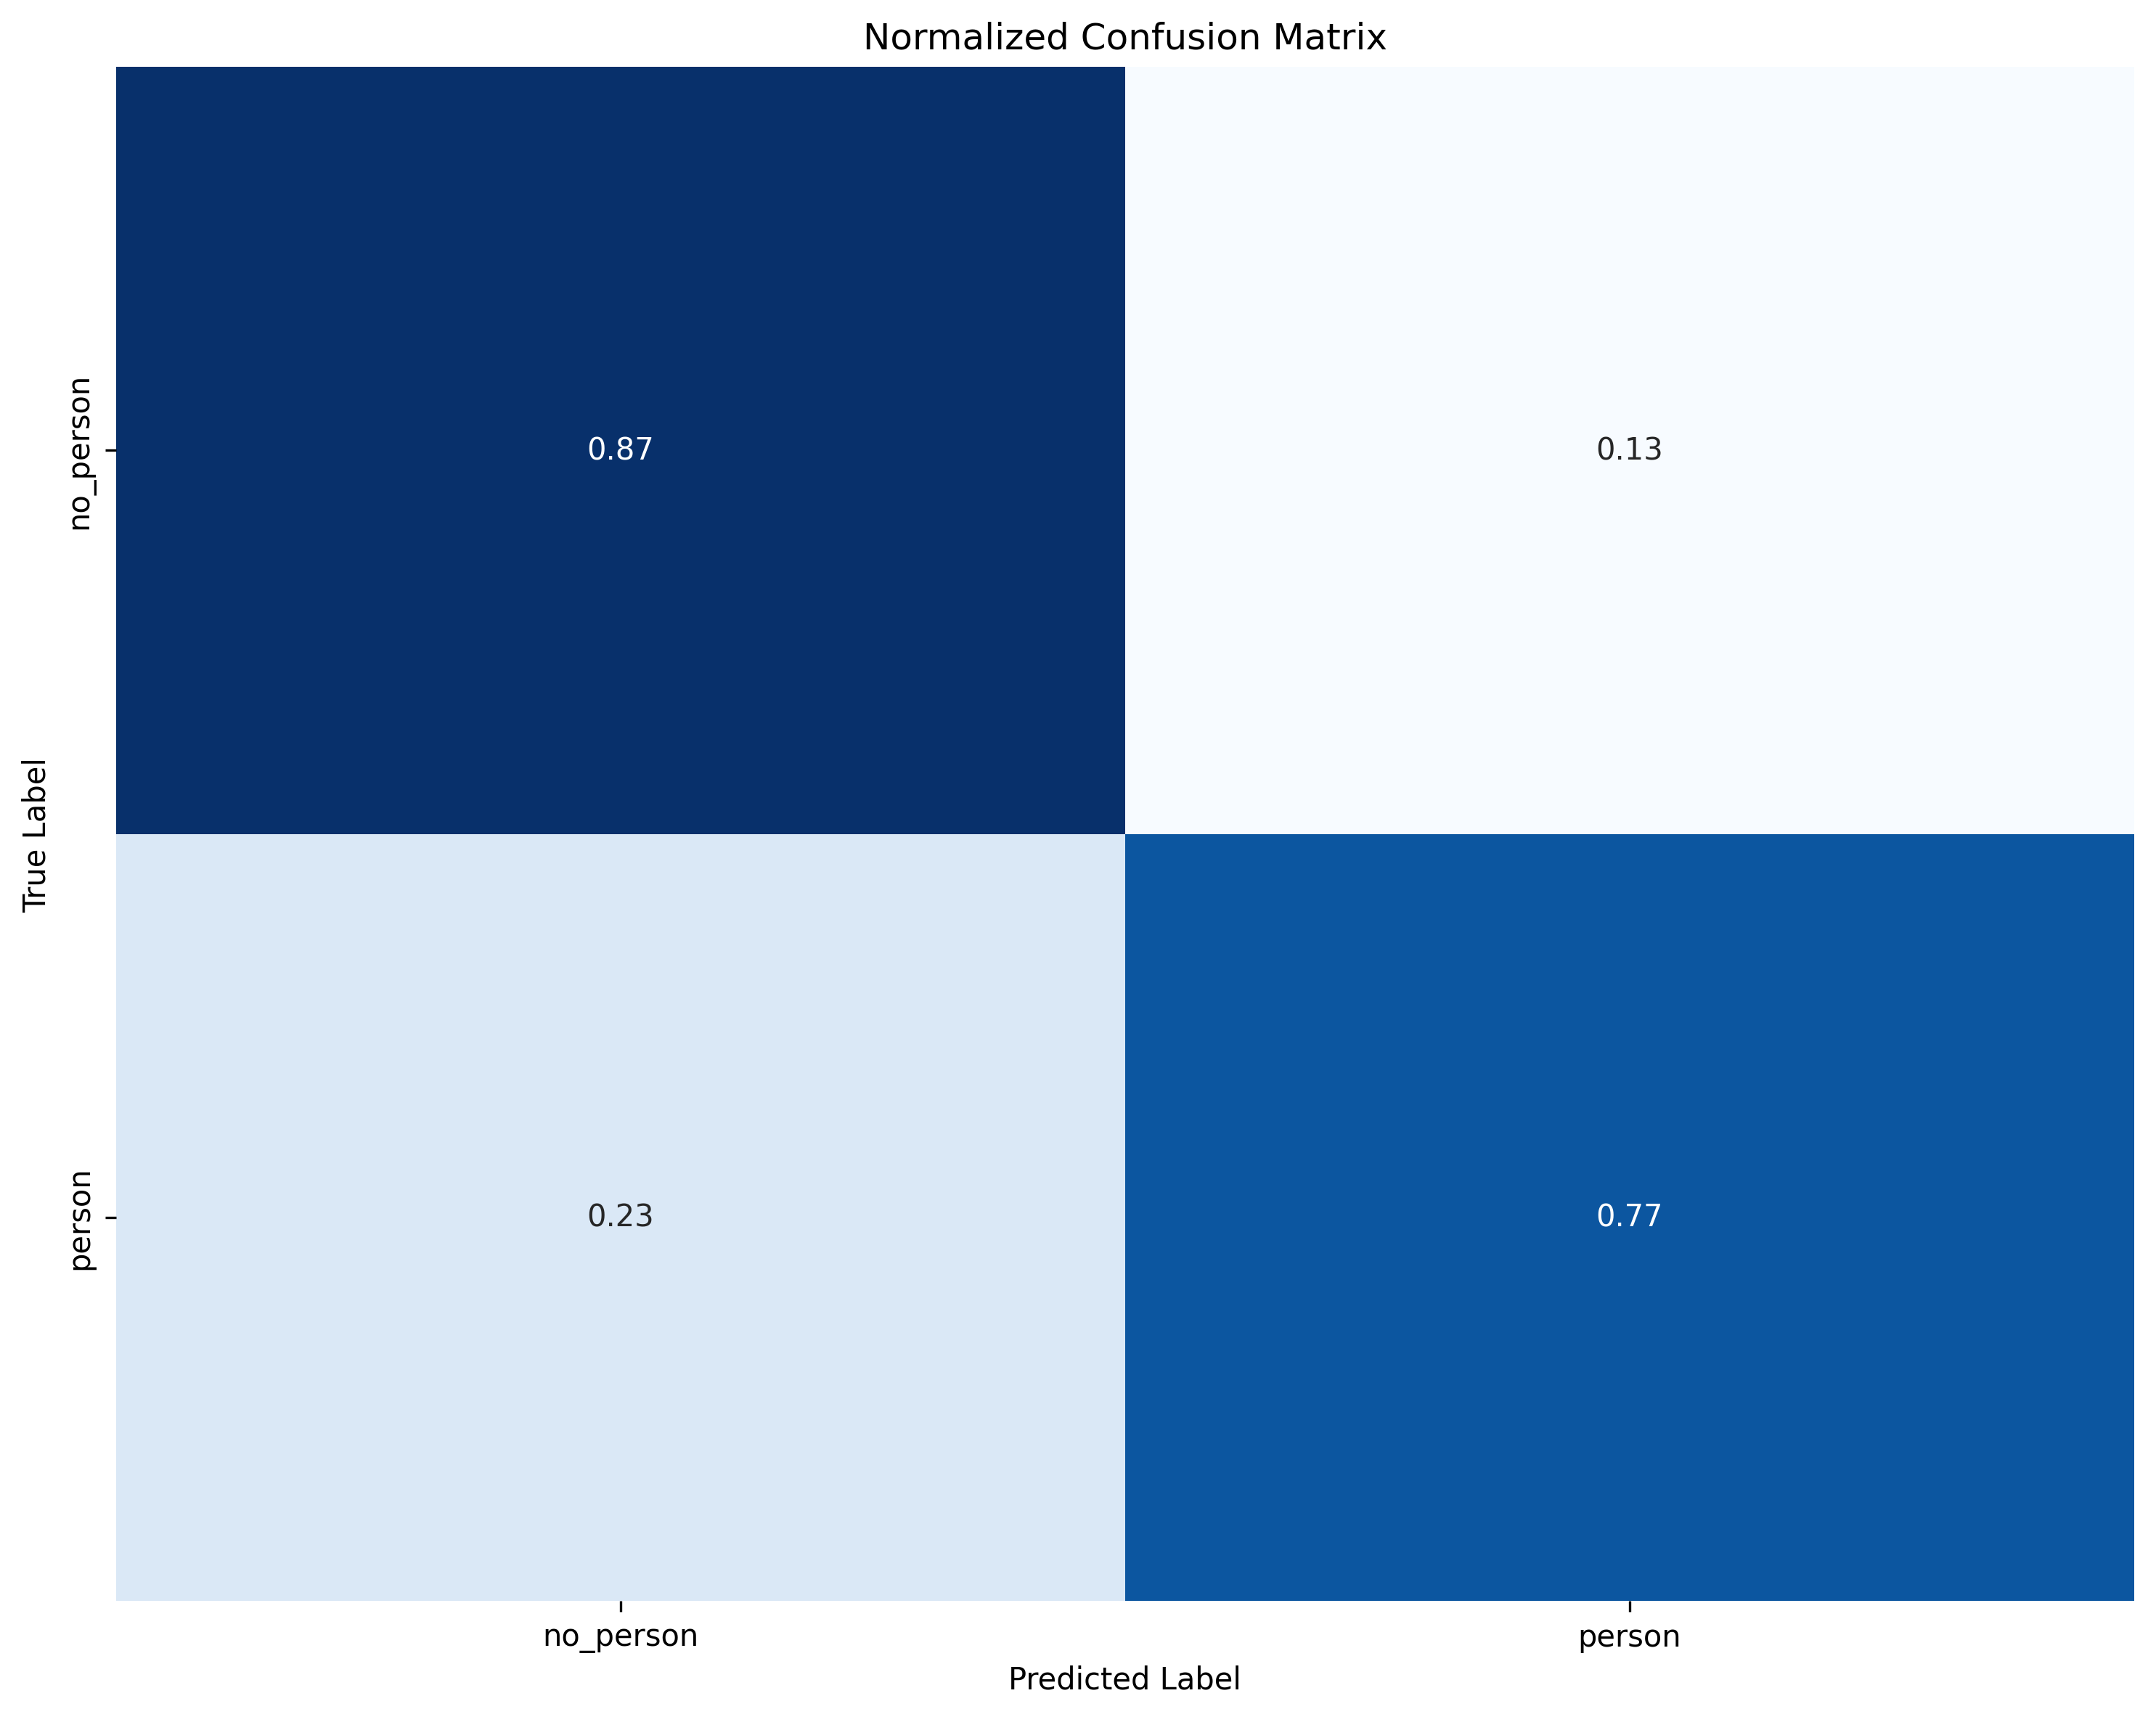 Normalized Confusion Matrix
True Label
no_person
0.87
0.13
person
0.23
0.77
no_person
person
Predicted Label